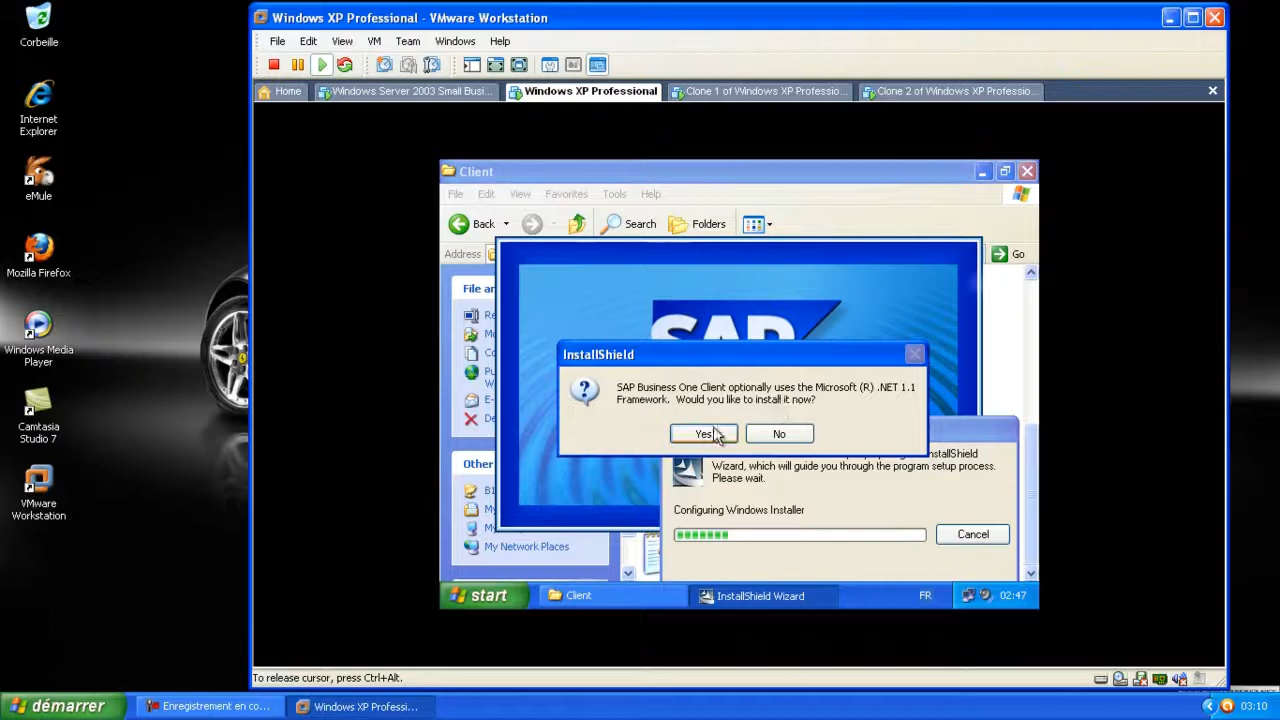 Corbeille
Internet
Explorer
eMule
Mozilla Firefox
Windows Media
Player
Camtasia
Studio 7
VMware
Workstation
Windows XP Professional - VMware Workstation
File Edit View VM Team Windows Help
Home Windows Server 2003 Small Busi... Windows XP Professional Clone 1 of Windows XP Professio... Clone 2 of Windows XP Professio...
Client
File Edit View Favorites Tools Help
Back Search Folders
Address Go
File an
SAP
InstallShield
SAP Business One Client optionally uses the Microsoft (R) .NET 1.1
Framework. Would you like to install it now?
Yes No
Other
Wizard, which will guide you through the program setup process.
Please wait.
Configuring Windows Installer
Cancel
My Network Places
start Client InstallShield Wizard FR 02:47
To release cursor, press Ctrl+Alt.
démarrer Enregistrement en co... Windows XP Professi... 03:10